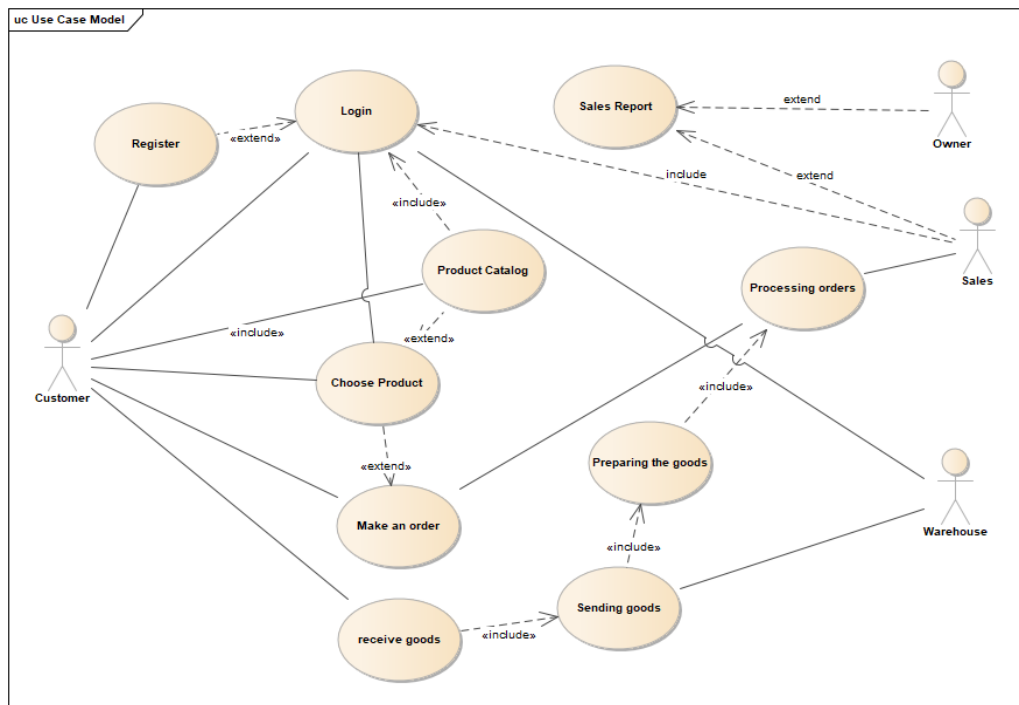 uc Use Case Model
Login
Sales Report
Register
«extend»
extend
Owner
«include»
include
extend
Product Catalog
Processing orders
Sales
«include»
«extend»
Customer
Choose Product
«include»
«extend»
Preparing the goods
Make an order
Warehouse
«include»
Sending goods
receive goods
«include»